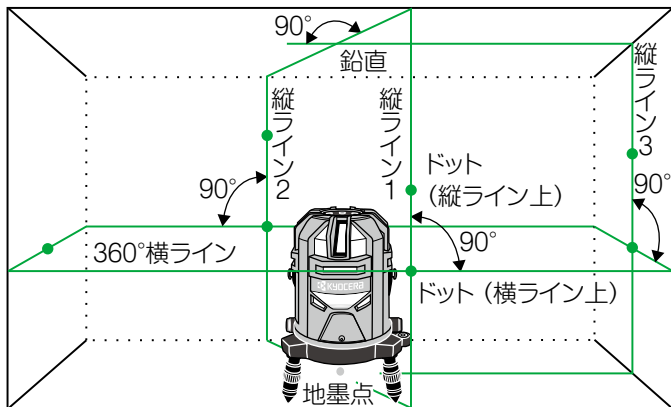 90°
鉛直
縦ライン2
縦ライン1
縦ライン3
ドット
(縦ライン上)
90°
90°
90°
360°横ライン
KYOCERA
ドット(横ライン上)
地墨点